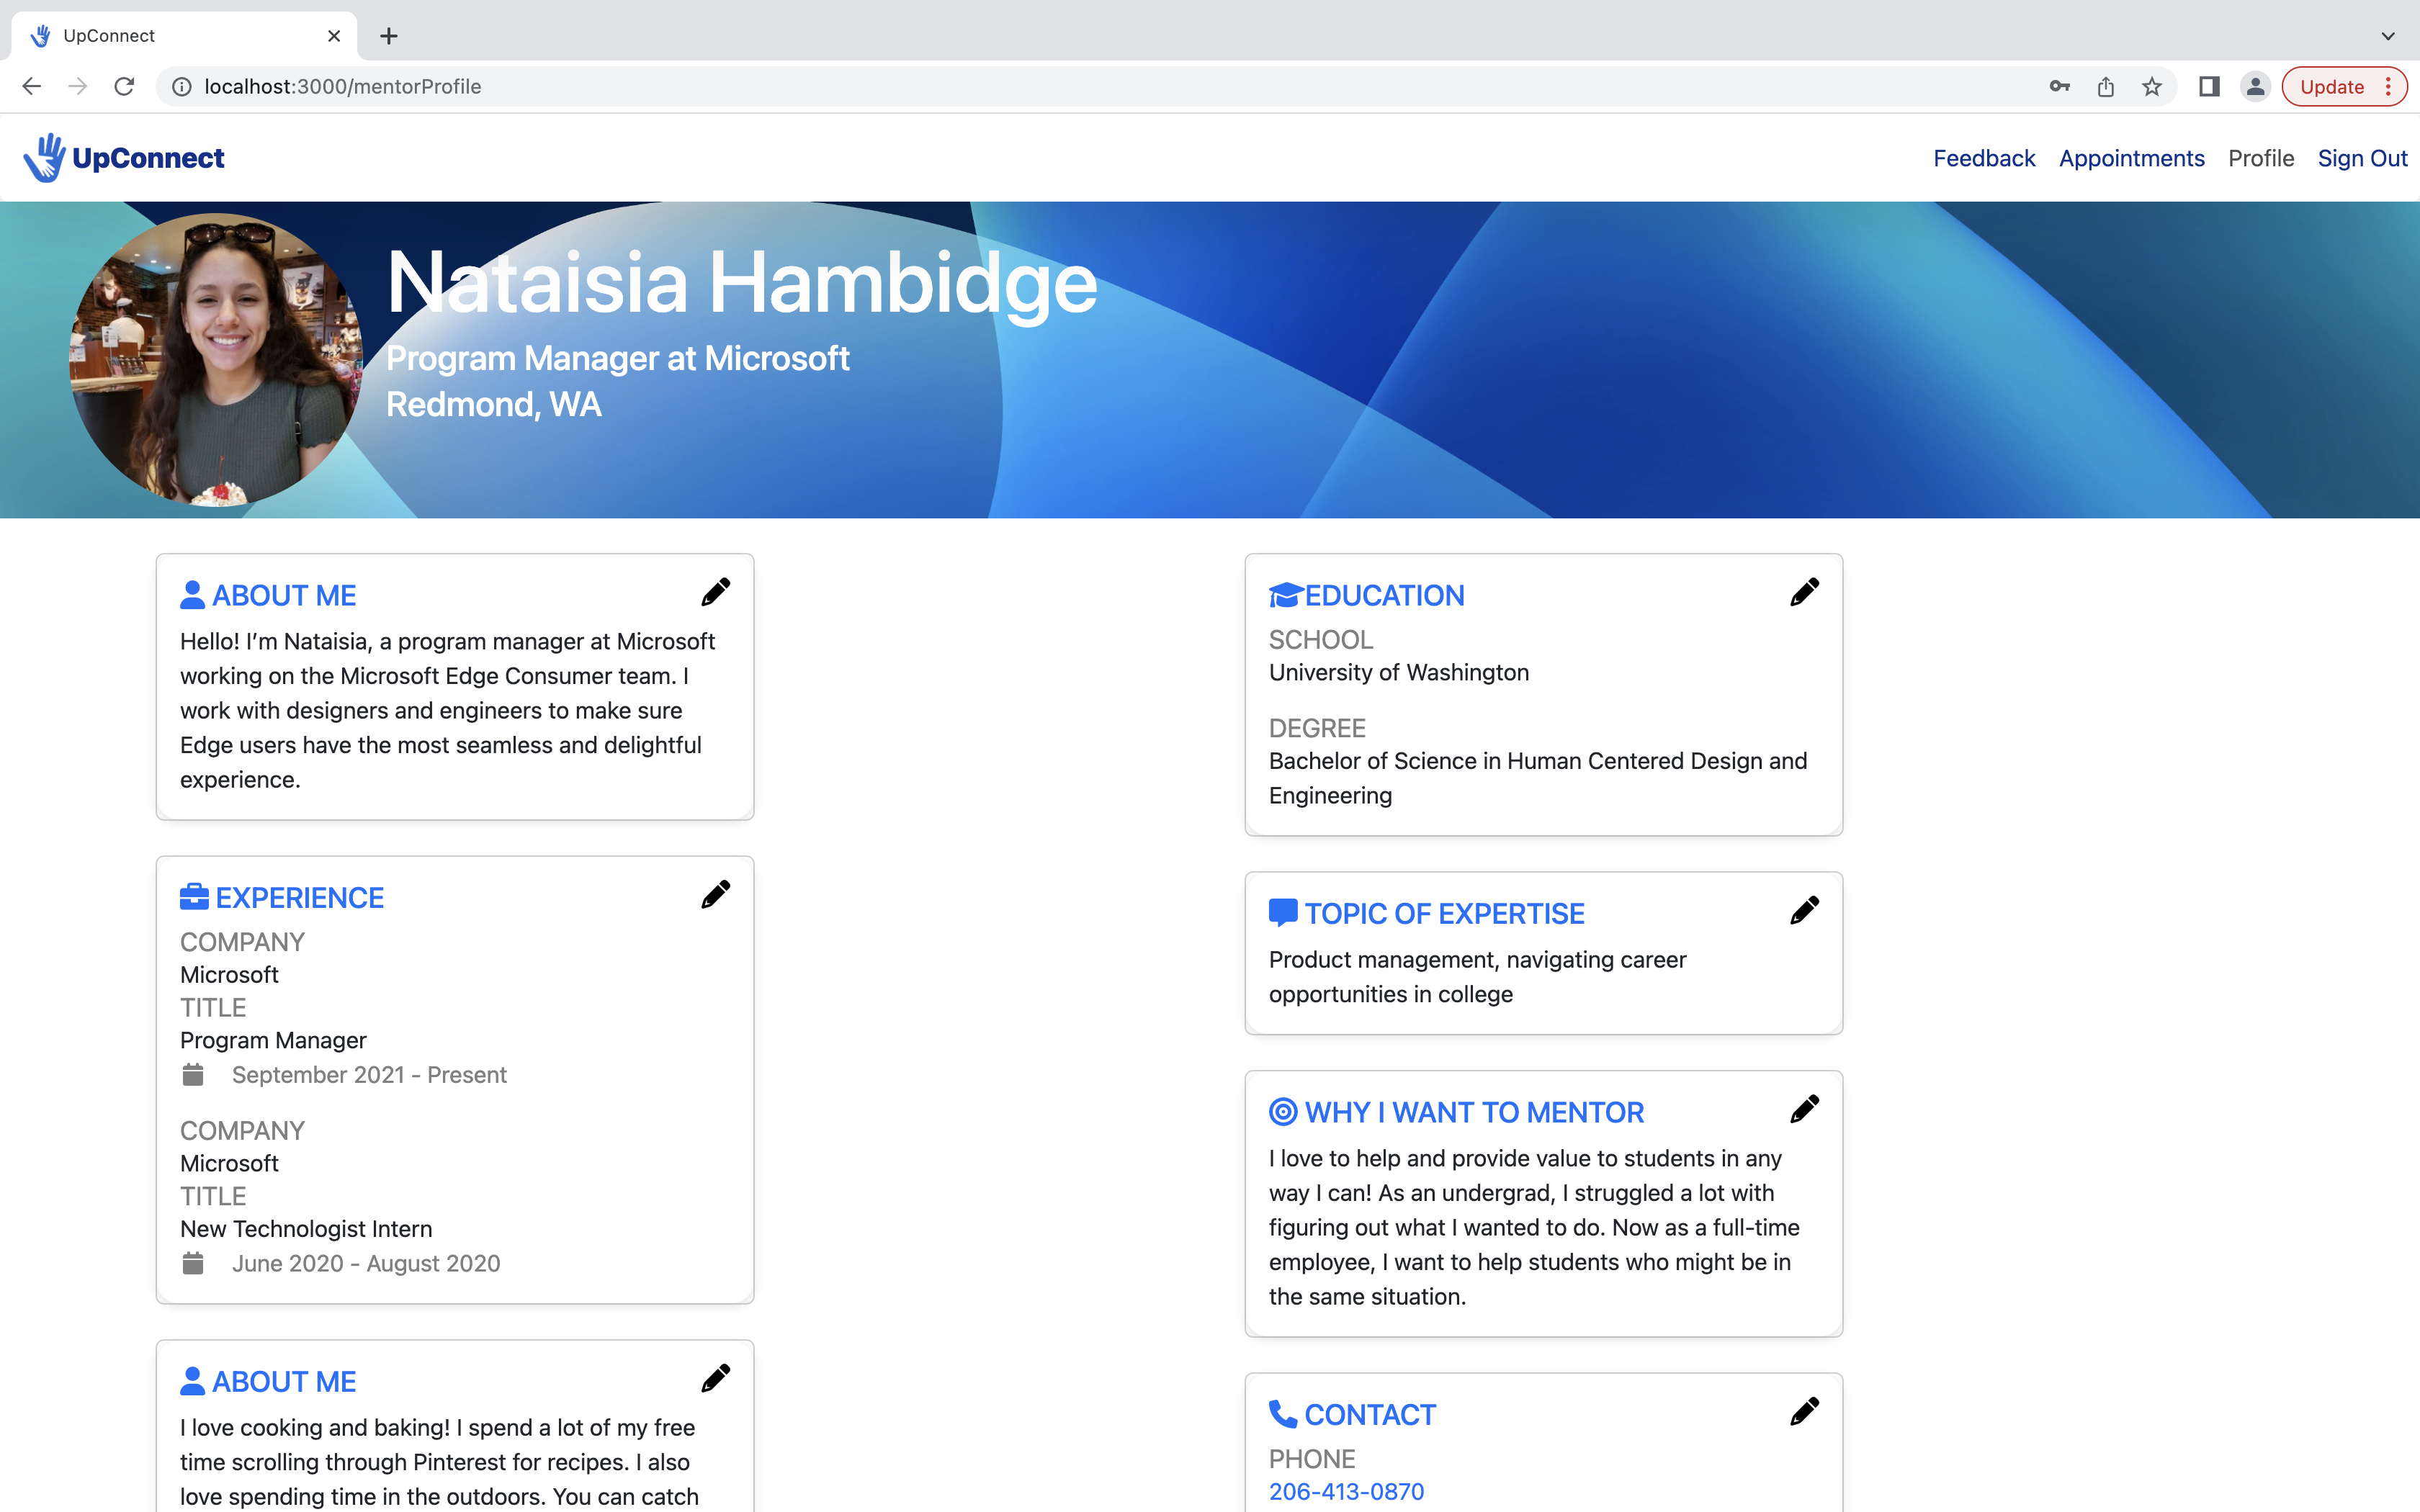 UpConnect
localhost:3000/mentorProfile
Update
UpConnect
Feedback Appointments Profile Sign Out
Nataisia Hambidge
Program Manager at Microsoft
Redmond, WA
ABOUT ME
Hello! I’m Nataisia, a program manager at Microsoft
working on the Microsoft Edge Consumer team. I
work with designers and engineers to make sure
Edge users have the most seamless and delightful
experience.
EXPERIENCE
COMPANY
Microsoft
TITLE
Program Manager
September 2021 - Present
COMPANY
Microsoft
TITLE
New Technologist Intern
June 2020 - August 2020
ABOUT ME
I love cooking and baking! I spend a lot of my free
time scrolling through Pinterest for recipes. I also
love spending time in the outdoors. You can catch
EDUCATION
SCHOOL
University of Washington
DEGREE
Bachelor of Science in Human Centered Design and
Engineering
TOPIC OF EXPERTISE
Product management, navigating career
opportunities in college
WHY I WANT TO MENTOR
I love to help and provide value to students in any
way I can! As an undergrad, I struggled a lot with
figuring out what I wanted to do. Now as a full-time
employee, I want to help students who might be in
the same situation.
CONTACT
PHONE
206-413-0870